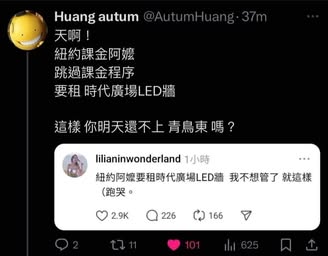 Huang autum @AutumHuang · 37m
天啊！
紐約課金阿嬤
跳過課金程序
要租 時代廣場LED牆
這樣 你明天還不上 青鳥東 嗎？
lilianinwonderland 1小時
紐約阿嬤要租時代廣場LED牆 我不想管了 就這樣
（跑哭。
2.9K 226 166
2 11 101 625